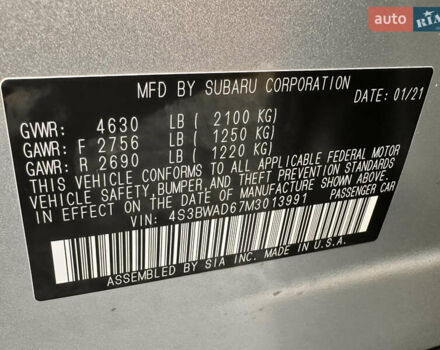 auto RIA
MFD BY SUBARU CORPORATION
DATE: 01/21
GVWR: 4630 LB ( 2100 KG)
GAWR: F 2756 LB ( 1250 KG)
GAWR: R 2690 LB ( 1220 KG)
THIS VEHICLE CONFORMS TO ALL APPLICABLE FEDERAL MOTOR
VEHICLE SAFETY, BUMPER, AND THEFT PREVENTION STANDARDS
IN EFFECT ON THE DATE OF MANUFACTURE SHOWN ABOVE.
VIN: 4S3BWAD67M3013991 PASSENGER CAR
ASSEMBLED BY SIA INC. MADE IN U.S.A.